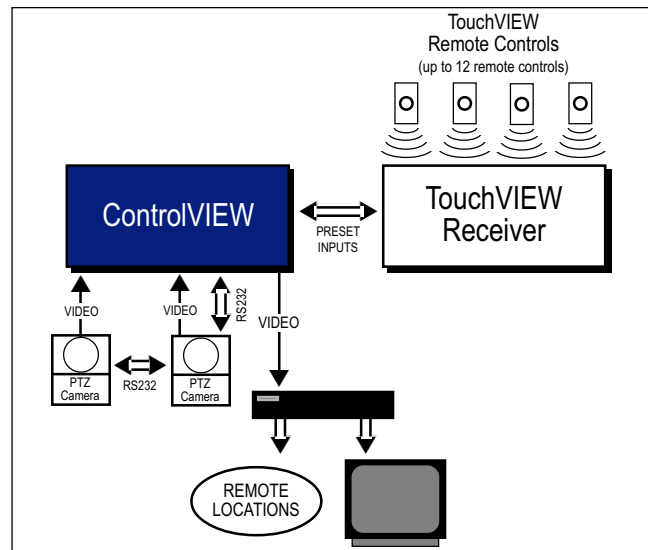 TouchVIEW
Remote Controls
(up to 12 remote controls)
ControlVIEW
TouchVIEW
Receiver
PRESET
INPUTS
VIDEO
VIDEO
RS232
VIDEO
PTZ
Camera
RS232
PTZ
Camera
REMOTE
LOCATIONS